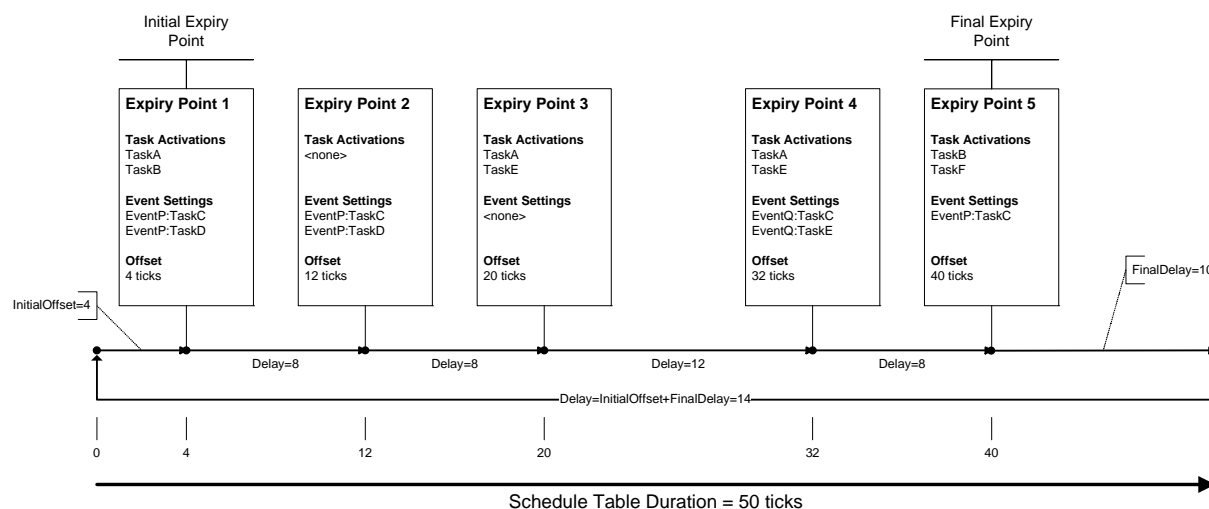 Initial Expiry
Point
Final Expiry
Point
Expiry Point 1
Task Activations
TaskA
TaskB
Event Settings
EventP:TaskC
EventP:TaskD
Offset
4 ticks
Expiry Point 2
Task Activations
<none>
Event Settings
EventP:TaskC
EventP:TaskD
Offset
12 ticks
Expiry Point 3
Task Activations
TaskA
TaskE
Event Settings
<none>
Offset
20 ticks
Expiry Point 4
Task Activations
TaskA
TaskE
Event Settings
EventQ:TaskC
EventQ:TaskE
Offset
32 ticks
Expiry Point 5
Task Activations
TaskB
TaskF
Event Settings
EventP:TaskC
Offset
40 ticks
InitialOffset=4
FinalDelay=10
Delay=8
Delay=8
Delay=12
Delay=8
Delay=InitialOffset+FinalDelay=14
0
4
12
20
32
40
Schedule Table Duration = 50 ticks